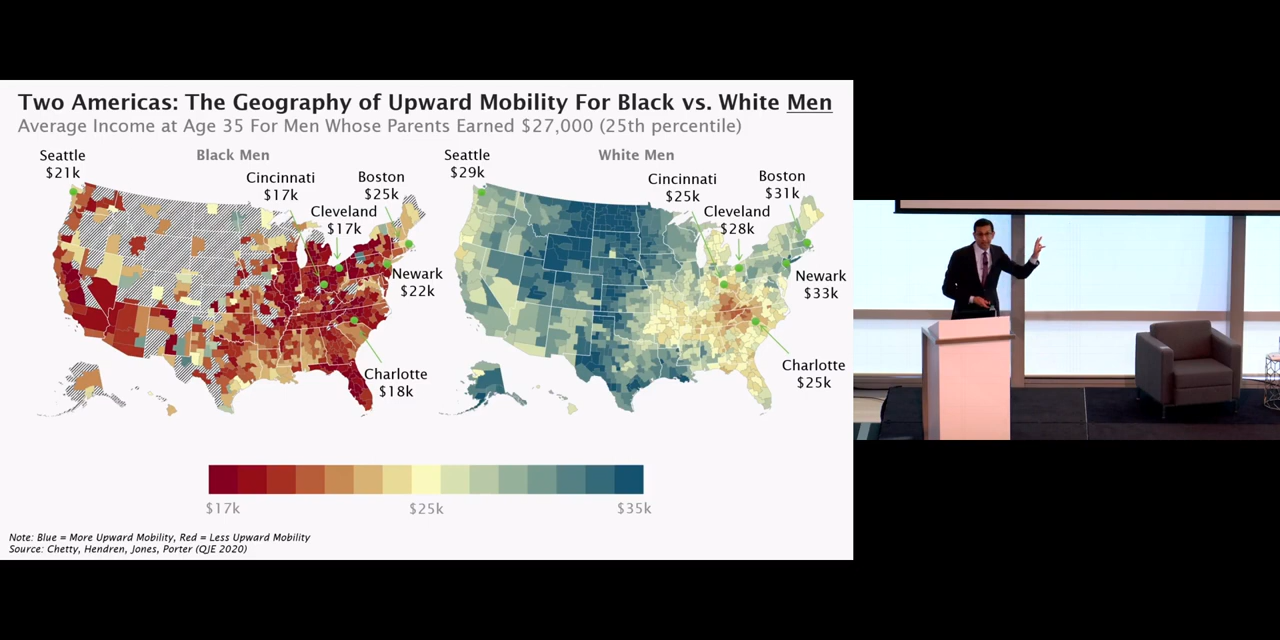 Two Americas: The Geography of Upward Mobility For Black vs. White Men
Average Income at Age 35 For Men Whose Parents Earned $27,000 (25th percentile)
Black Men
Seattle
$21k
Cincinnati
$17k
Boston
$25k
Cleveland
$17k
Newark
$22k
Charlotte
$18k
White Men
Seattle
$29k
Cincinnati
$25k
Boston
$31k
Cleveland
$28k
Newark
$33k
Charlotte
$25k
$17k
$25k
$35k
Note: Blue = More Upward Mobility, Red = Less Upward Mobility
Source: Chetty, Hendren, Jones, Porter (QJE 2020)